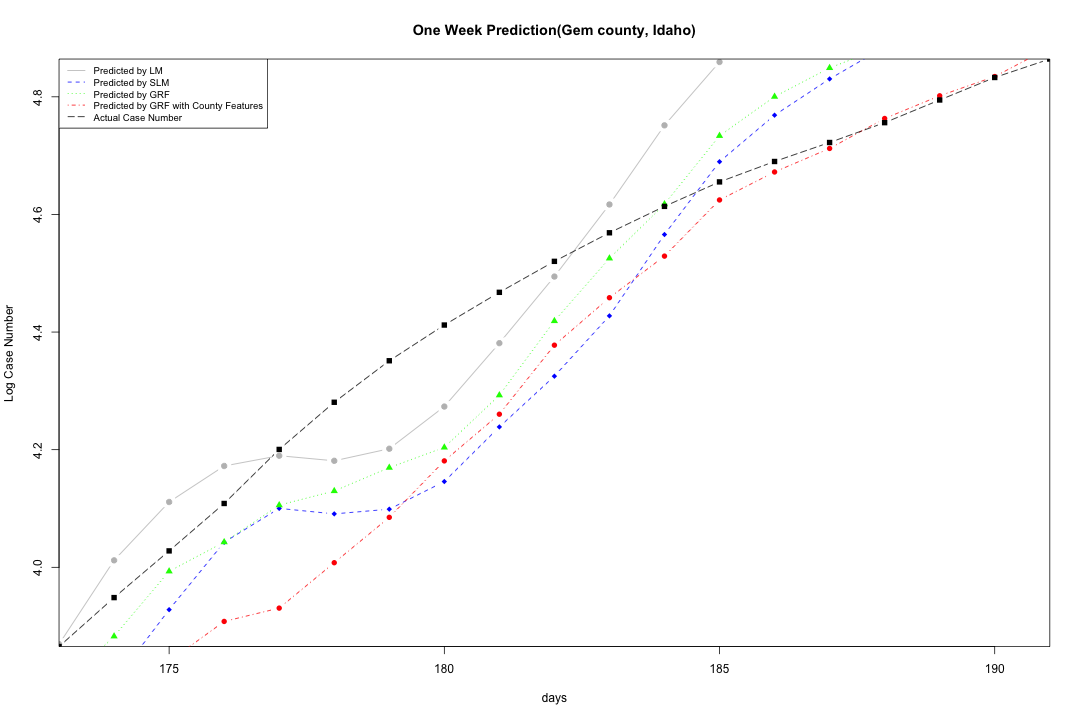 One Week Prediction(Gem county, Idaho)
Predicted by LM
Predicted by SLM
Predicted by GRF
Predicted by GRF with County Features
Actual Case Number
Log Case Number
4.8
4.6
4.4
4.2
4.0
175 180 185 190
days